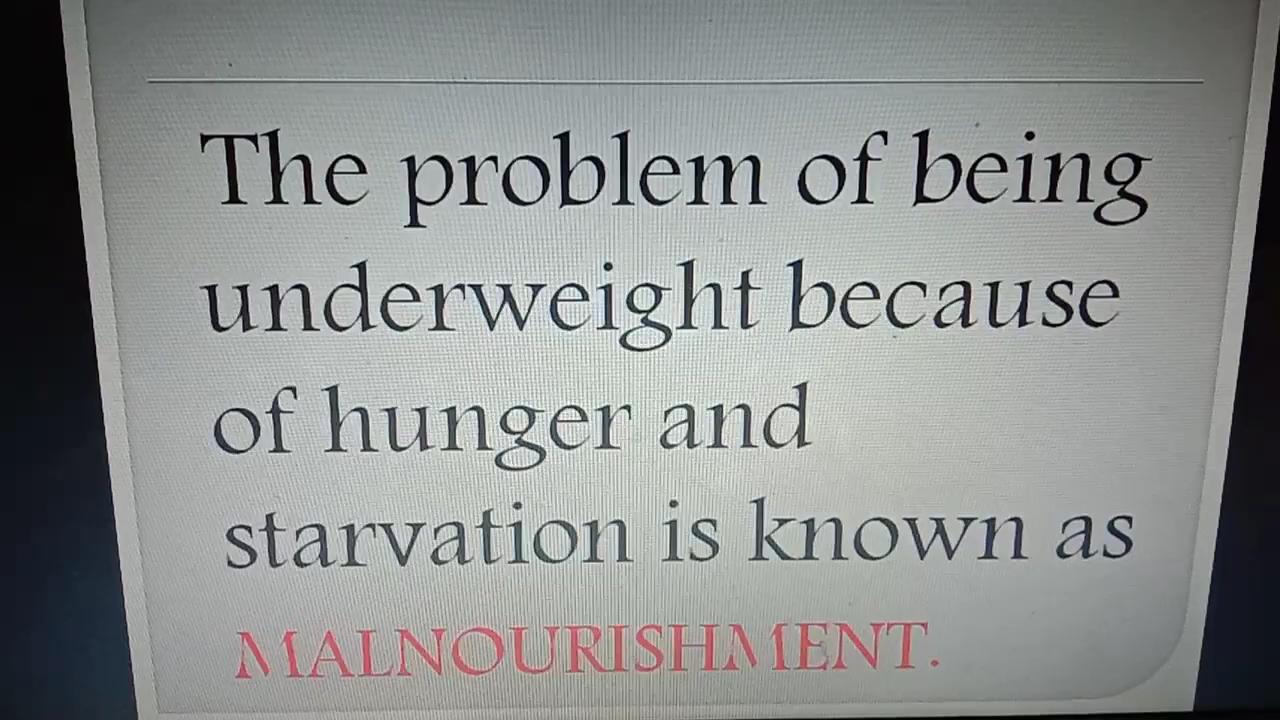 The problem of being
underweight because
of hunger and
starvation is known as
MALNOURISHMENT.